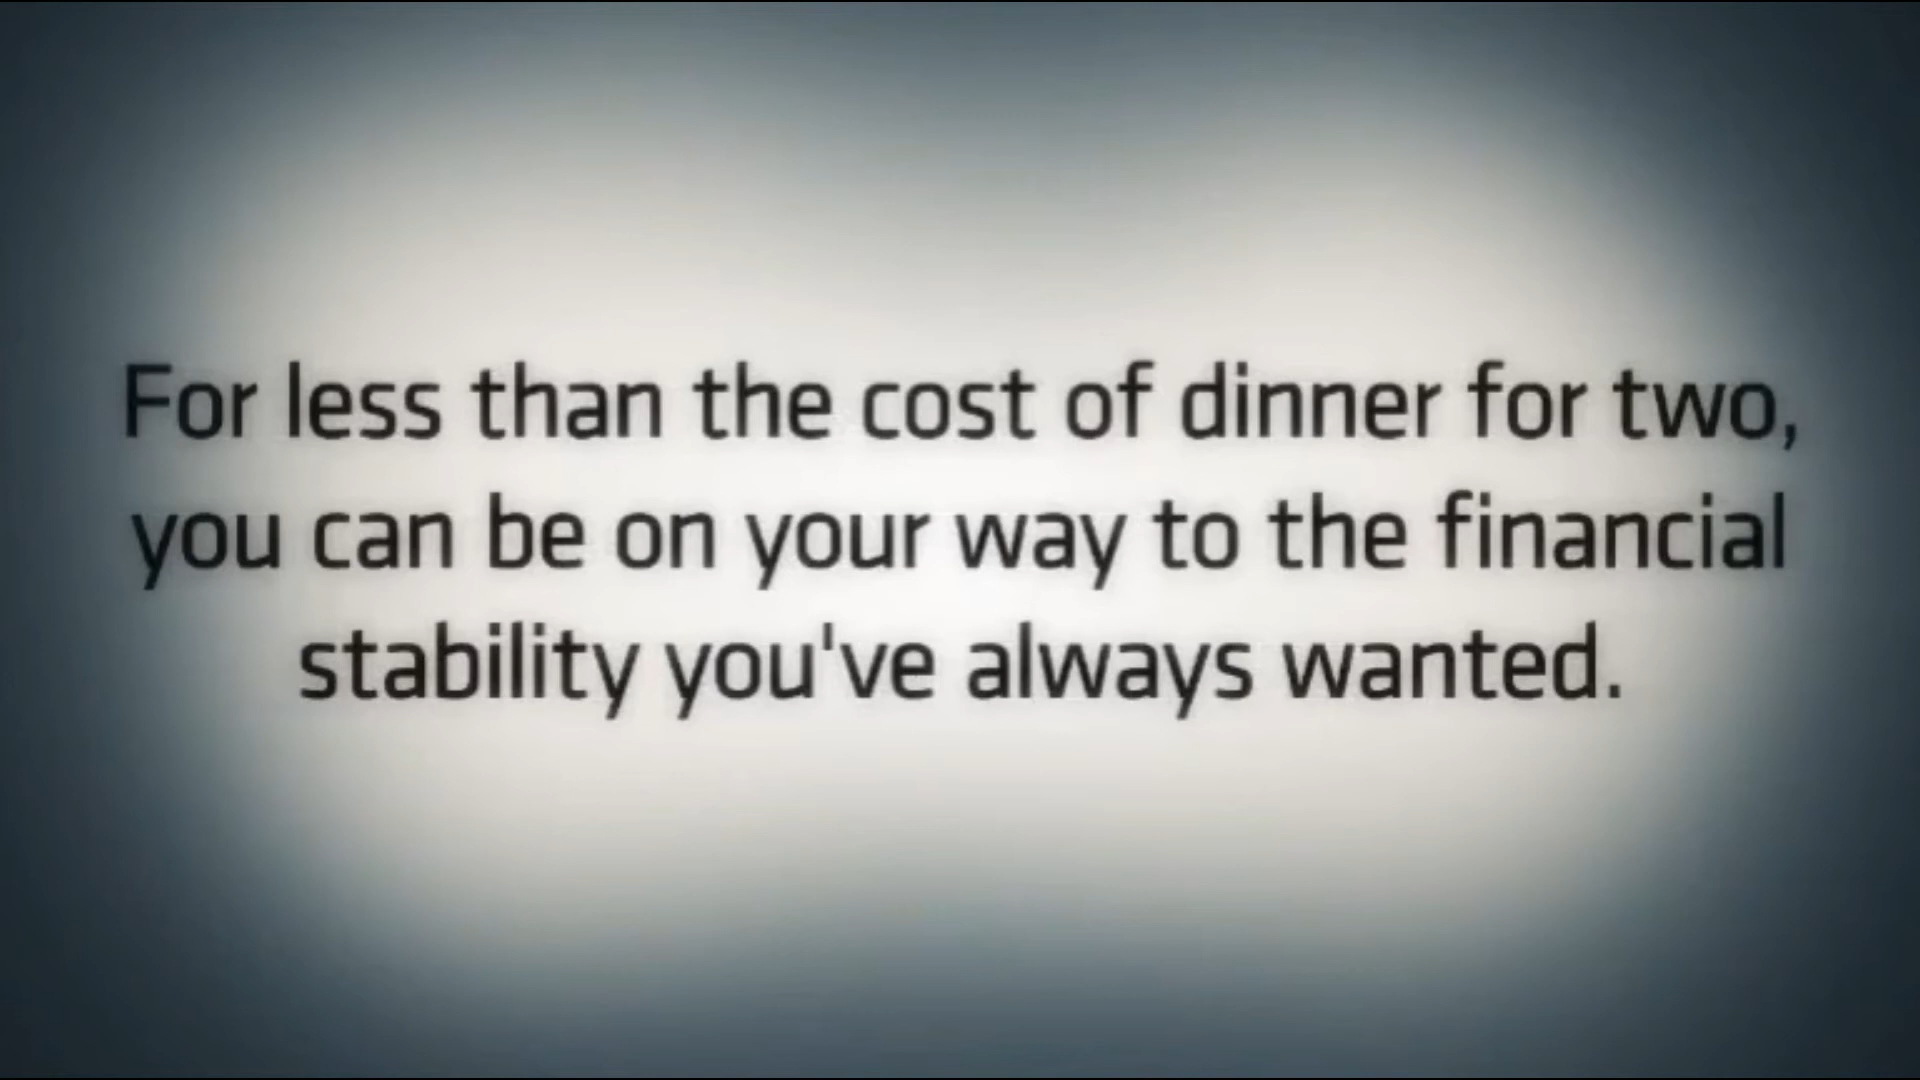 For less than the cost of dinner for two,
you can be on your way to the financial
stability you've always wanted.